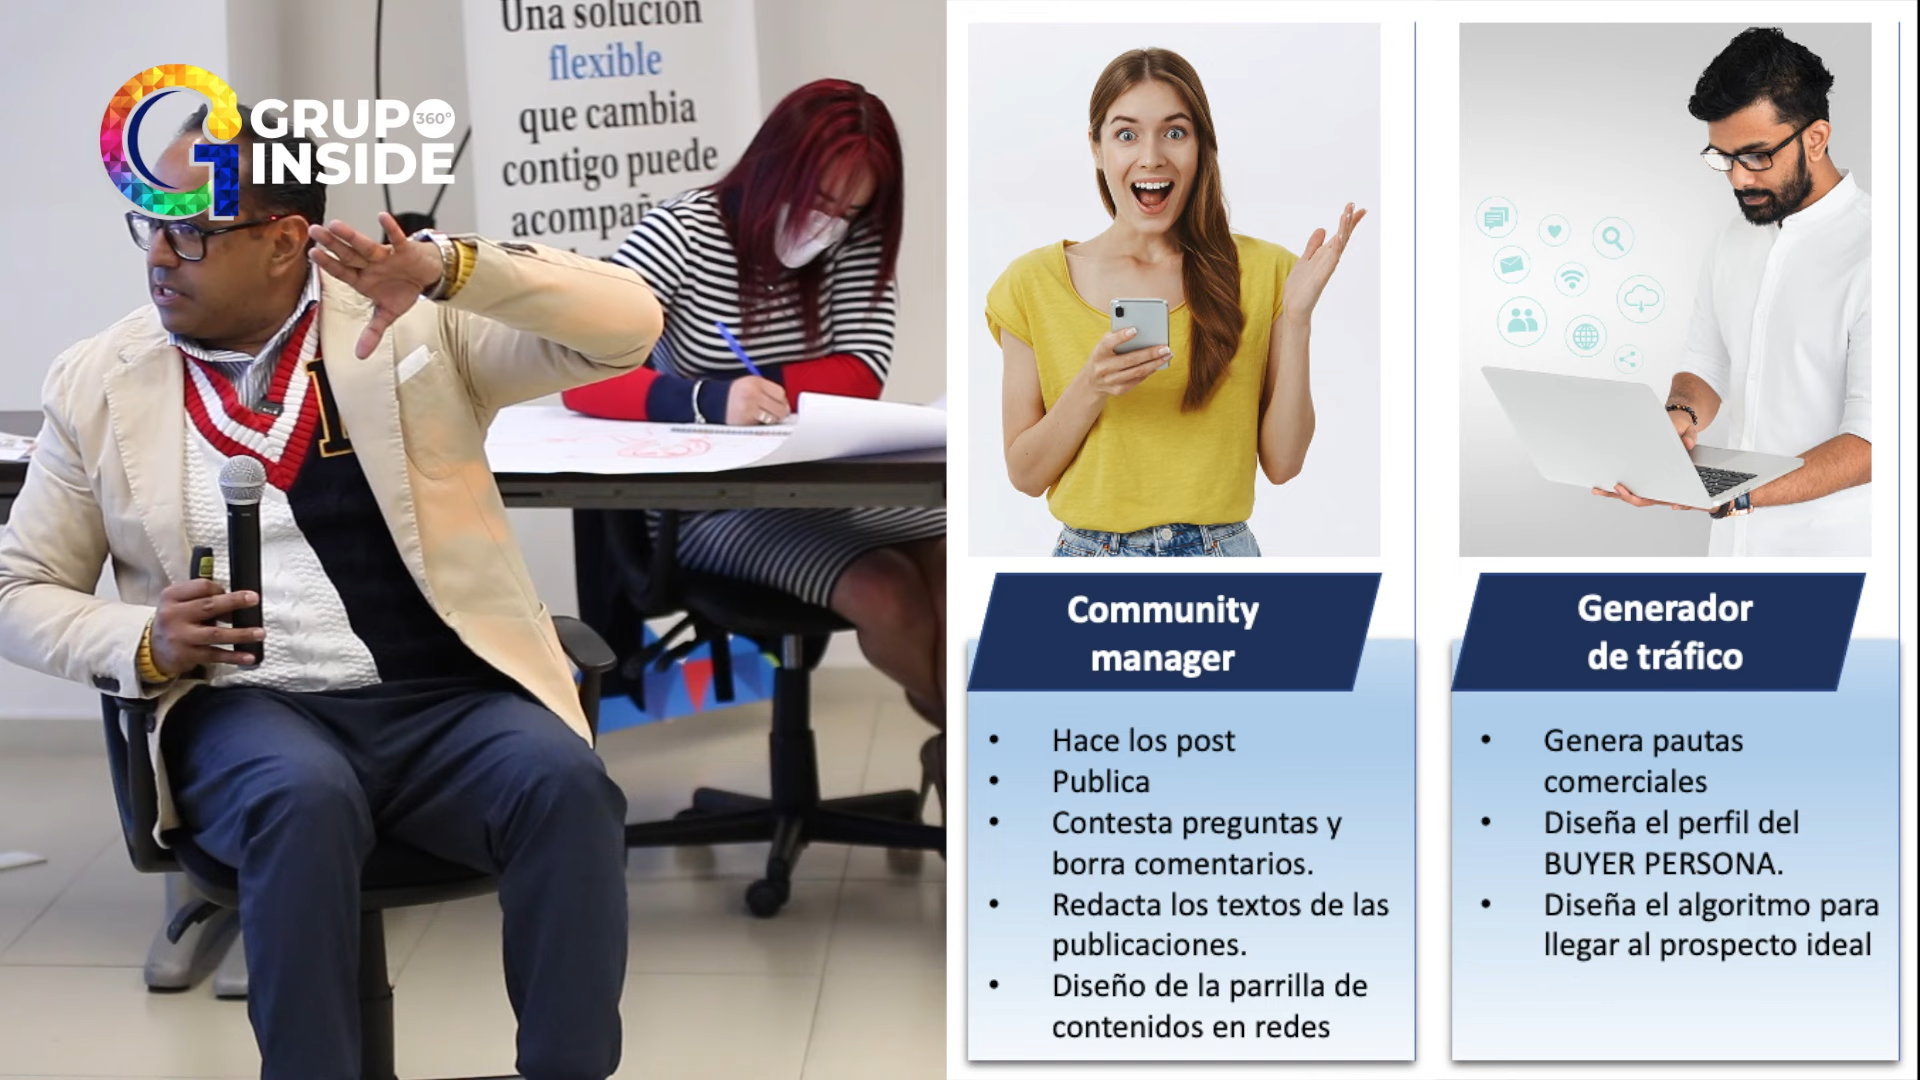 Una solución
flexible
que cambia
contigo puede
acompañ
GRUPO 360°
INSIDE
Community
manager
• Hace los post
• Publica
• Contesta preguntas y
borra comentarios.
• Redacta los textos de las
publicaciones.
• Diseño de la parrilla de
contenidos en redes
Generador
de tráfico
• Genera pautas
comerciales
• Diseña el perfil del
BUYER PERSONA.
• Diseña el algoritmo para
llegar al prospecto ideal